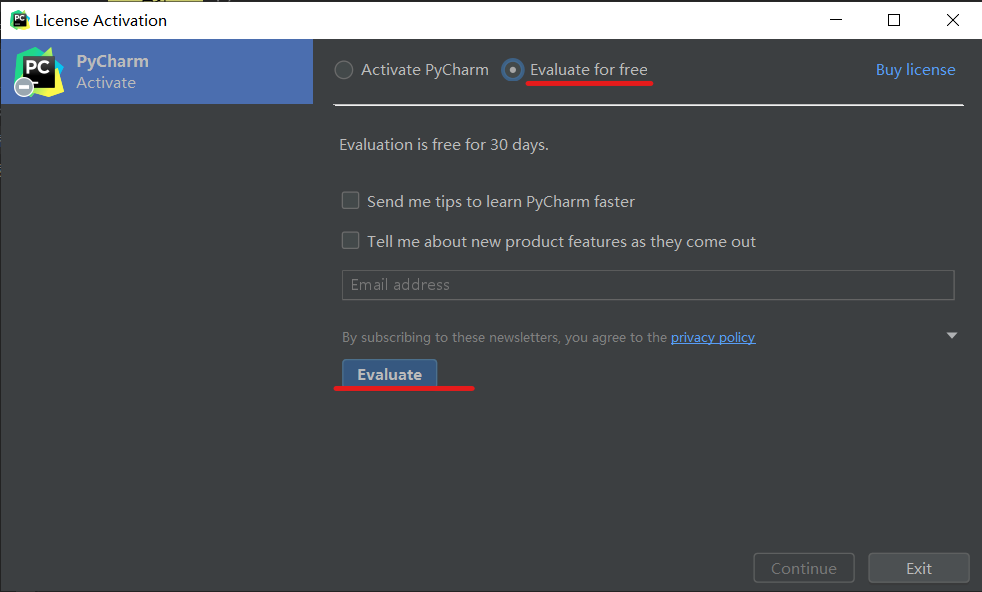 PC License Activation
PC
PyCharm
Activate
Activate PyCharm Evaluate for free Buy license
Evaluation is free for 30 days.
Send me tips to learn PyCharm faster
Tell me about new product features as they come out
Email address
By subscribing to these newsletters, you agree to the privacy policy
Evaluate
Continue Exit